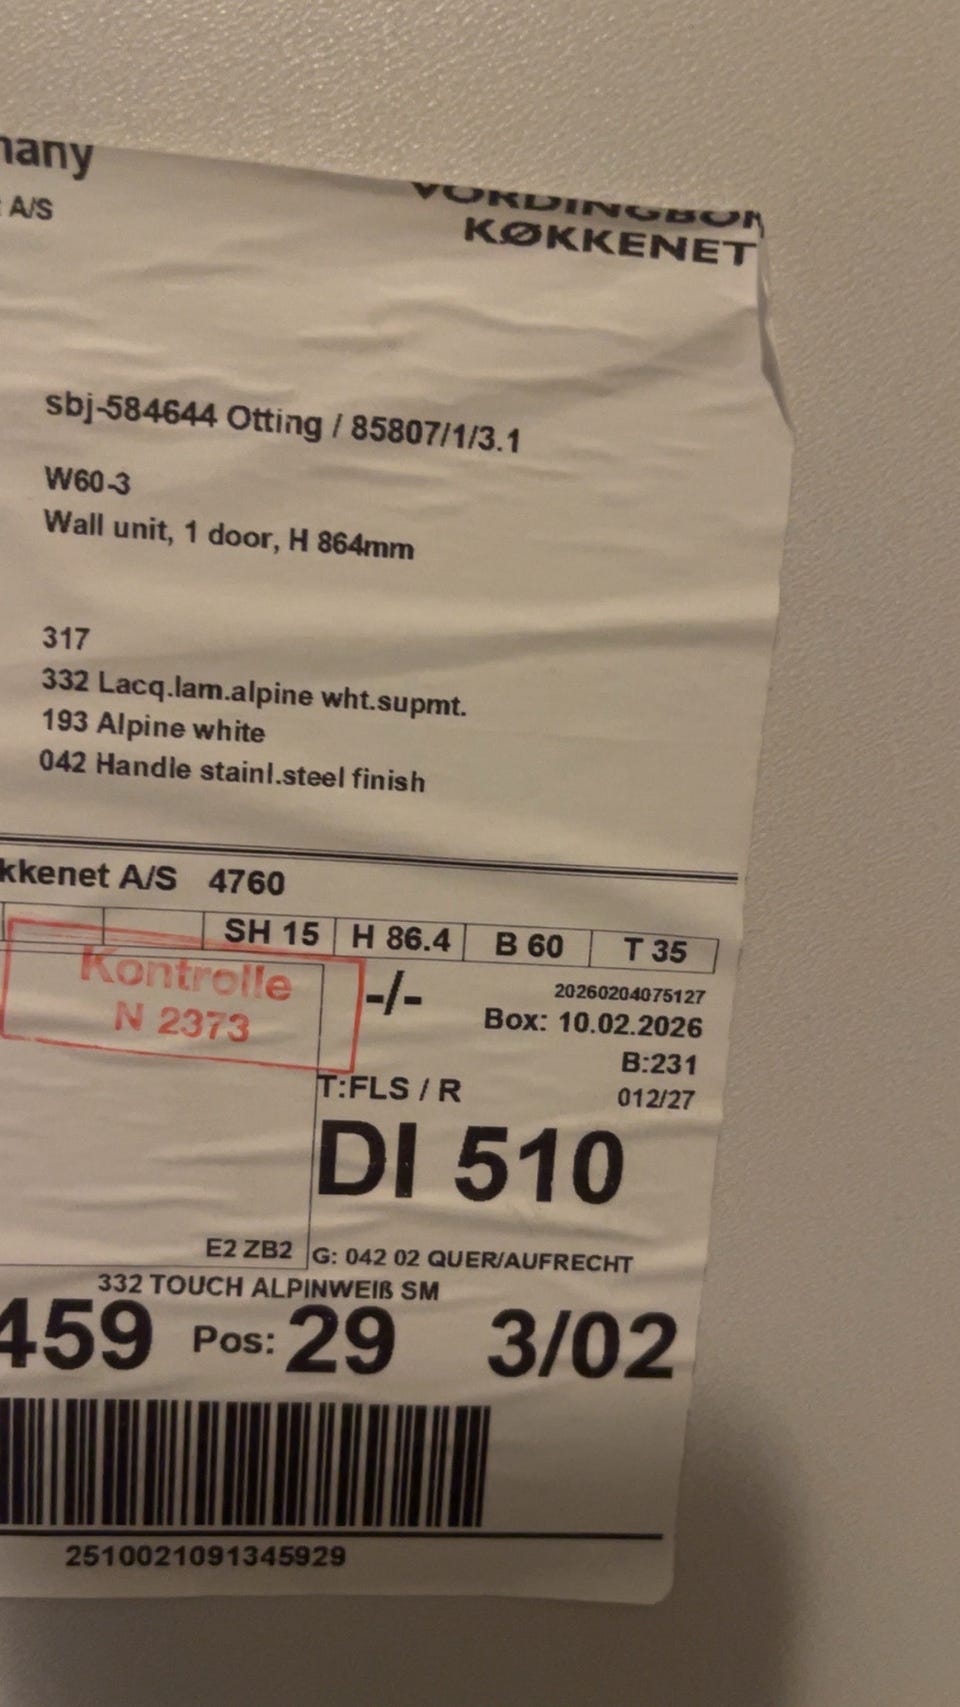 many
A/S
VORDINGBOR
KØKKENET
sbj-584644 Otting / 85807/1/3.1
W60-3
Wall unit, 1 door, H 864mm
317
332 Lacq.lam.alpine wht.supmt.
193 Alpine white
042 Handle stainl.steel finish
kkenet A/S 4760
SH 15 H 86.4 B 60 T 35
Kontrolle
N 2373
-/-
20260204075127
Box: 10.02.2026
B:231
T:FLS / R
012/27
DI 510
E2 ZB2
G: 042 02 QUER/AUFRECHT
332 TOUCH ALPINWEIß SM
459 Pos: 29 3/02
2510021091345929